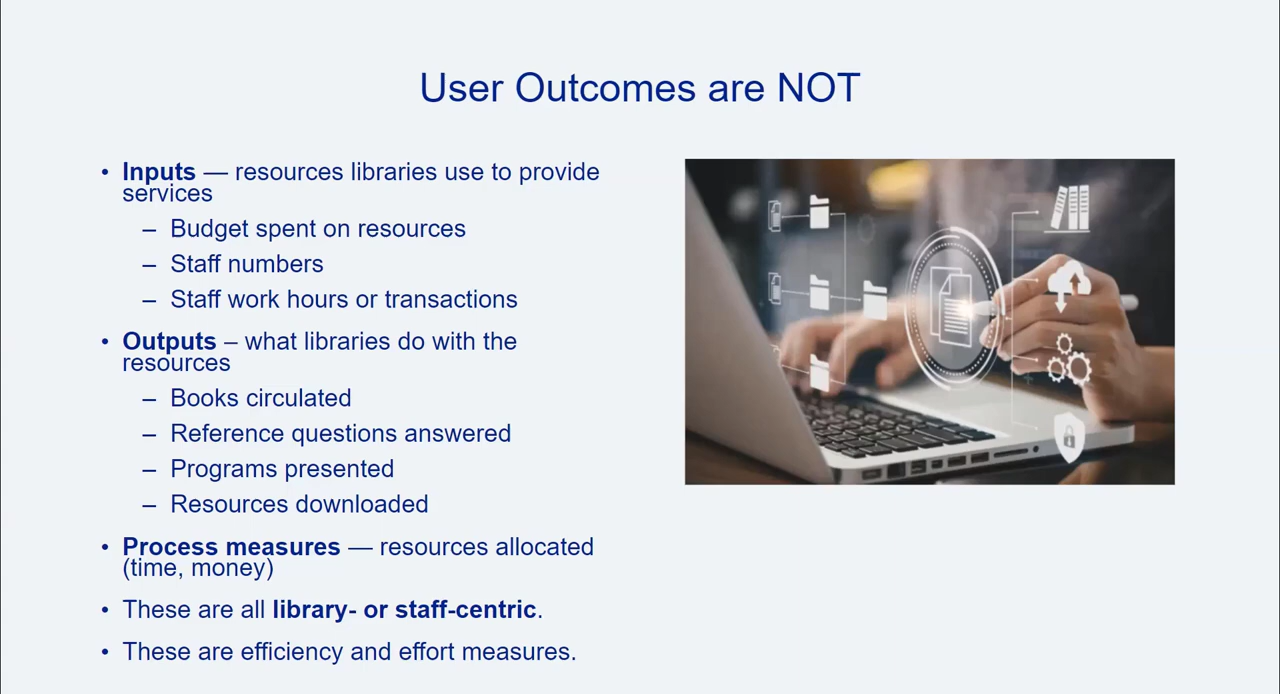 User Outcomes are NOT
• Inputs — resources libraries use to provide
services
– Budget spent on resources
– Staff numbers
– Staff work hours or transactions
• Outputs – what libraries do with the
resources
– Books circulated
– Reference questions answered
– Programs presented
– Resources downloaded
• Process measures — resources allocated
(time, money)
• These are all library- or staff-centric.
• These are efficiency and effort measures.